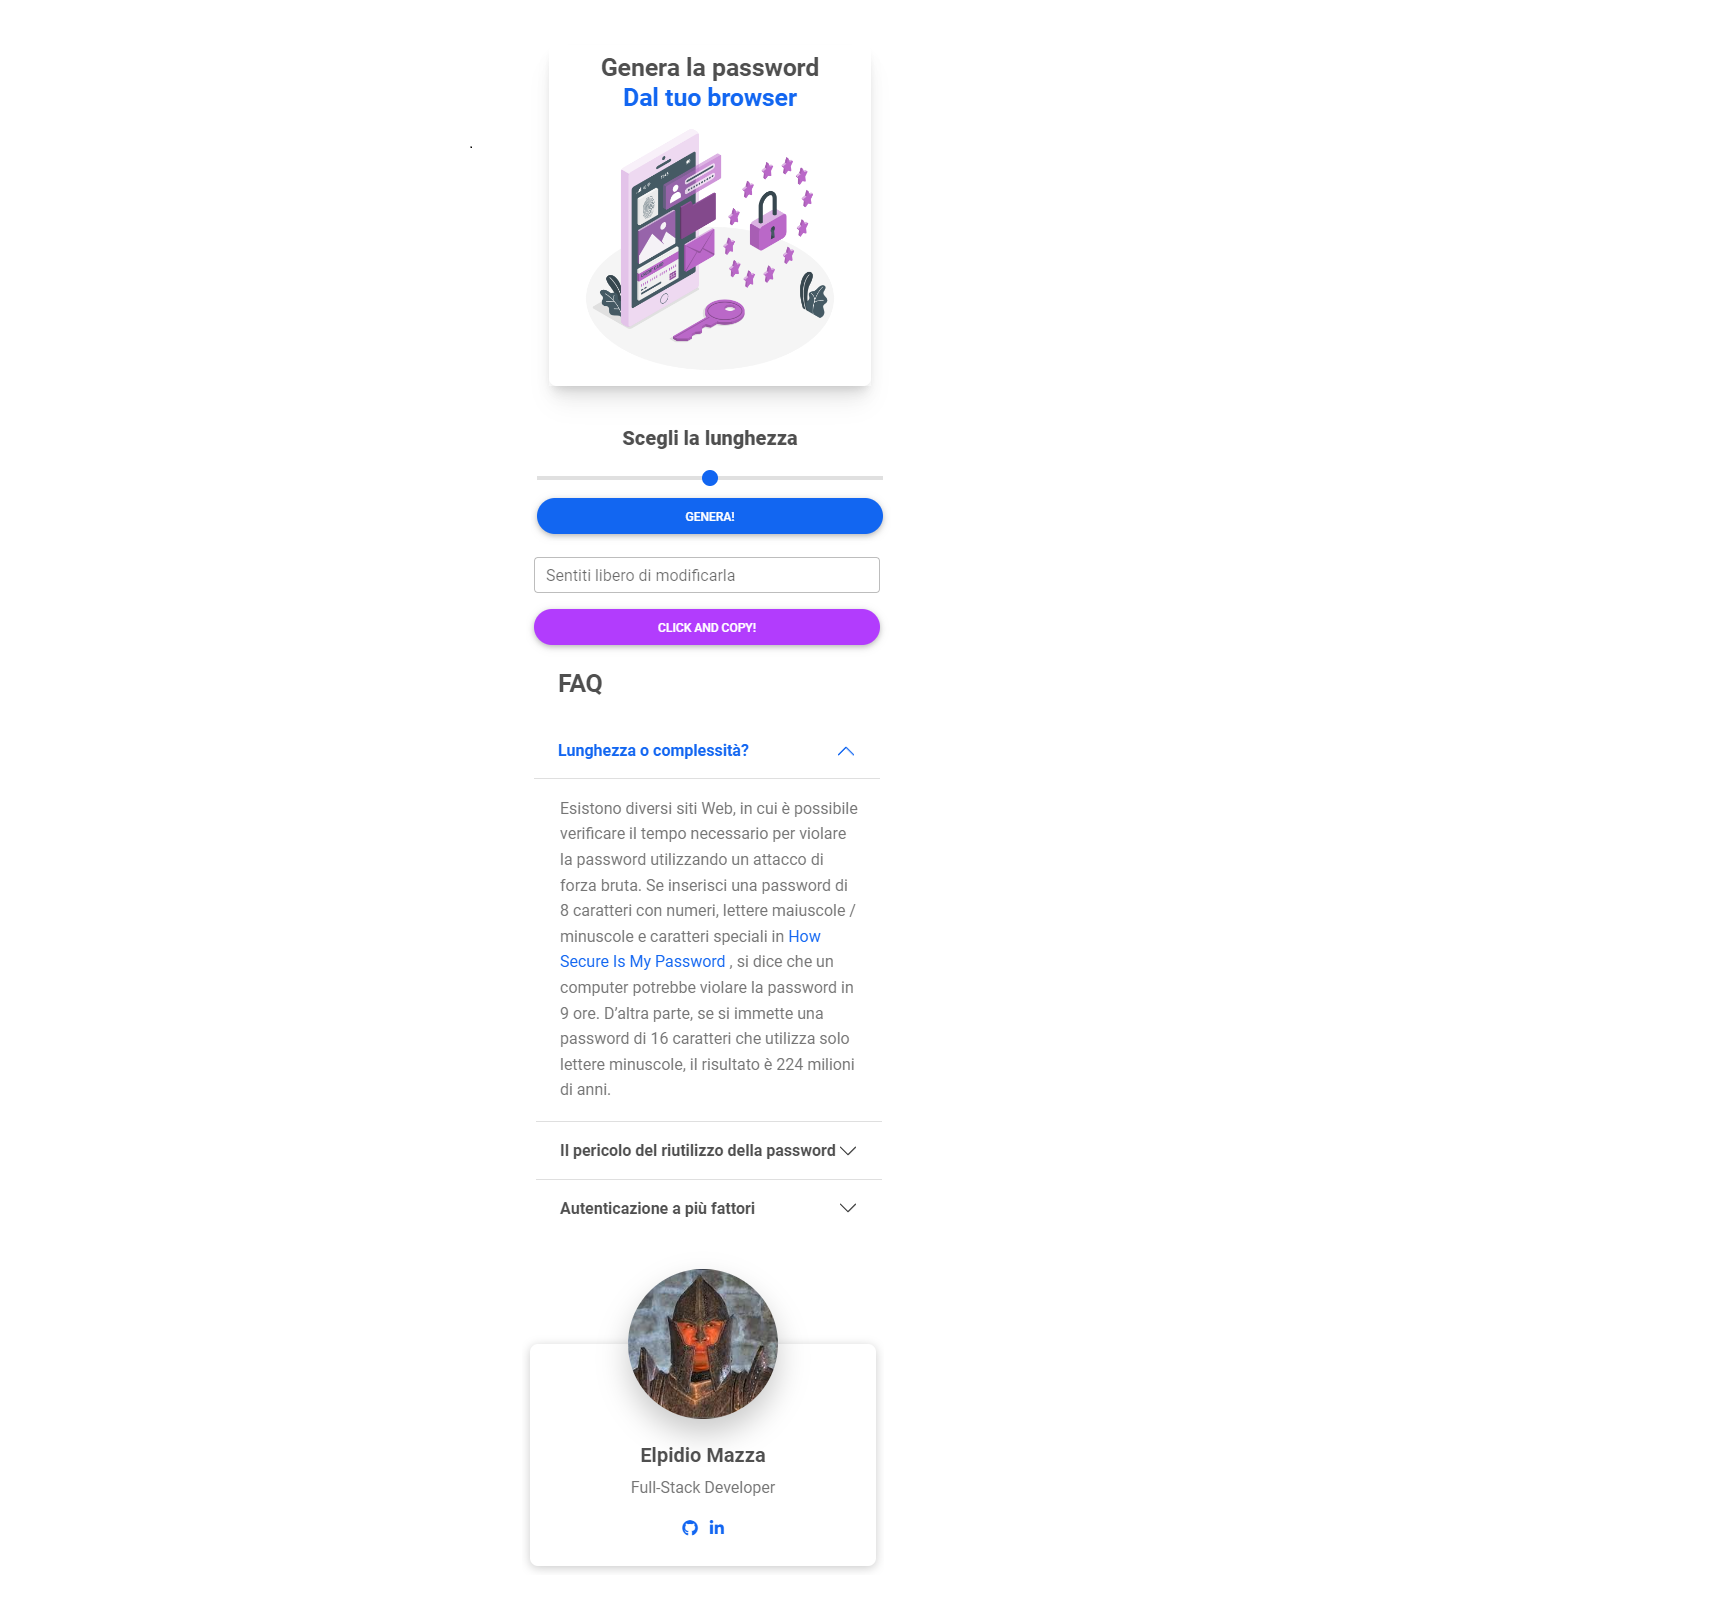 Genera la password
Dal tuo browser
.
Scegli la lunghezza
GENERA!
Sentiti libero di modificarla
CLICK AND COPY!
FAQ
Lunghezza o complessità?
Esistono diversi siti Web, in cui è possibile
verificare il tempo necessario per violare
la password utilizzando un attacco di
forza bruta. Se inserisci una password di
8 caratteri con numeri, lettere maiuscole /
minuscole e caratteri speciali in How
Secure Is My Password , si dice che un
computer potrebbe violare la password in
9 ore. D’altra parte, se si immette una
password di 16 caratteri che utilizza solo
lettere minuscole, il risultato è 224 milioni
di anni.
Il pericolo del riutilizzo della password
Autenticazione a più fattori
Elpidio Mazza
Full-Stack Developer
in